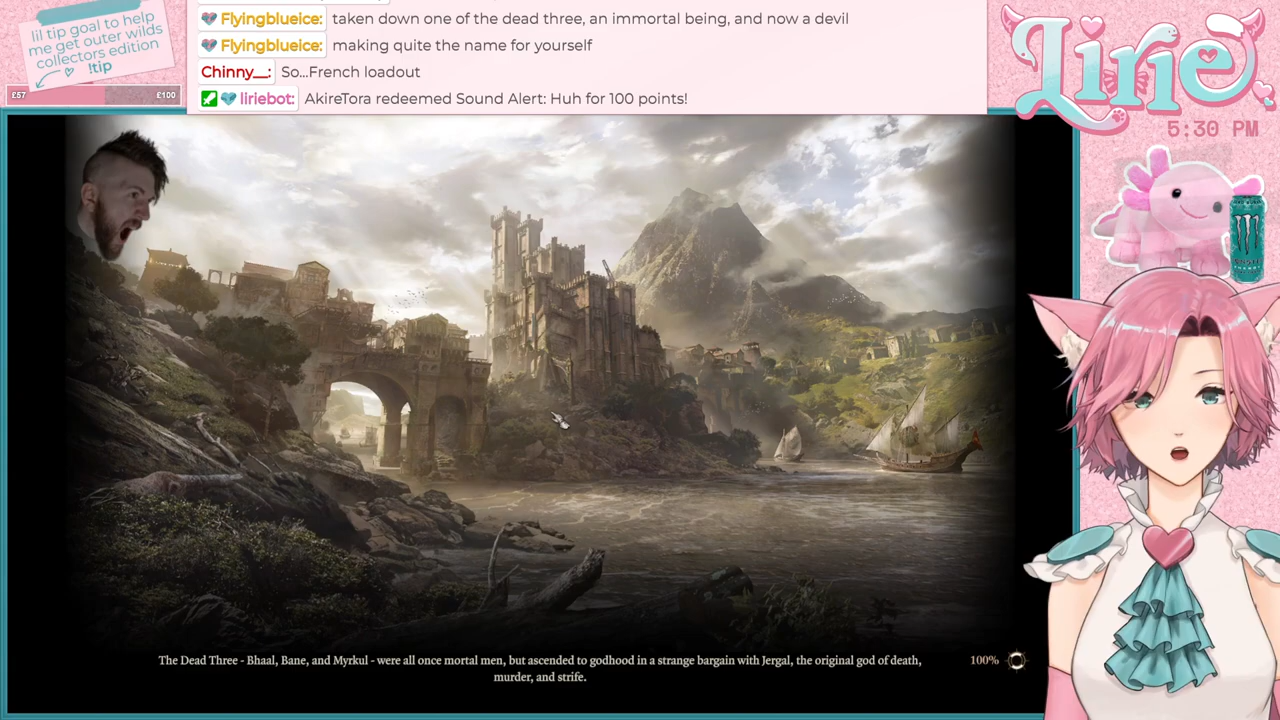 lil tip goal to help
me get outer wilds
collectors edition
!tip
£57
£100
Flyingblueice: taken down one of the dead three, an immortal being, and now a devil
Flyingblueice: making quite the name for yourself
Chinny__: So...French loadout
liriebot: AkireTora redeemed Sound Alert: Huh for 100 points!
Lirie
5:30 PM
The Dead Three - Bhaal, Bane, and Myrkul - were all once mortal men, but ascended to godhood in a strange bargain with Jergal, the original god of death,
murder, and strife.
100%